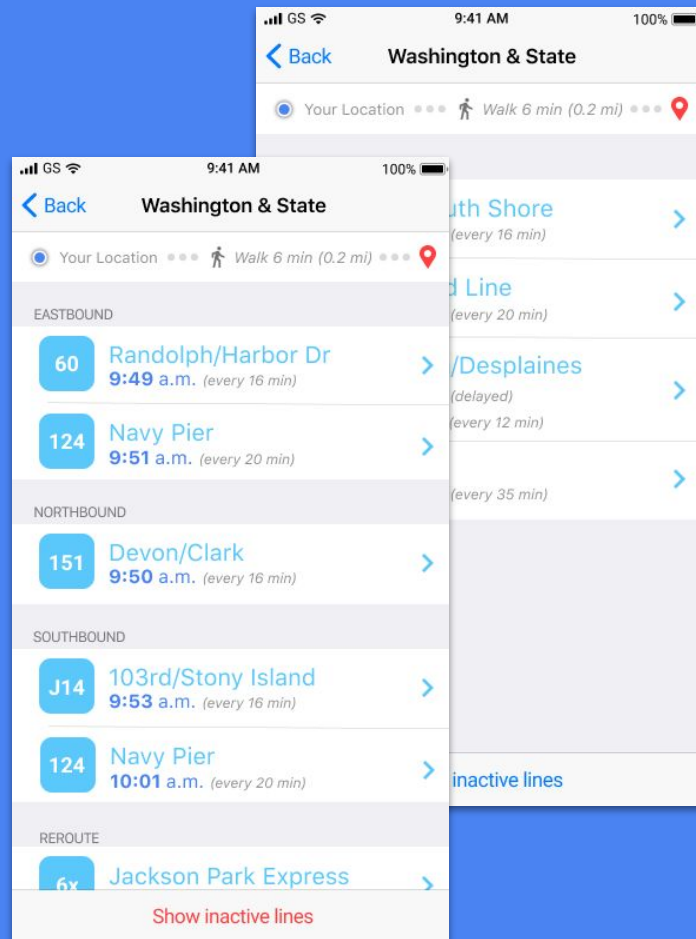 GS 9:41 AM 100%
Back Washington & State
Your Location Walk 6 min (0.2 mi)
uth Shore
(every 16 min)
d Line
(every 20 min)
/Desplaines
(delayed)
(every 12 min)
(every 35 min)
inactive lines
GS 9:41 AM 100%
Back Washington & State
Your Location Walk 6 min (0.2 mi)
EASTBOUND
60 Randolph/Harbor Dr
9:49 a.m. (every 16 min)
124 Navy Pier
9:51 a.m. (every 20 min)
NORTHBOUND
151 Devon/Clark
9:50 a.m. (every 16 min)
SOUTHBOUND
J14 103rd/Stony Island
9:53 a.m. (every 16 min)
124 Navy Pier
10:01 a.m. (every 20 min)
REROUTE
6x Jackson Park Express
Show inactive lines